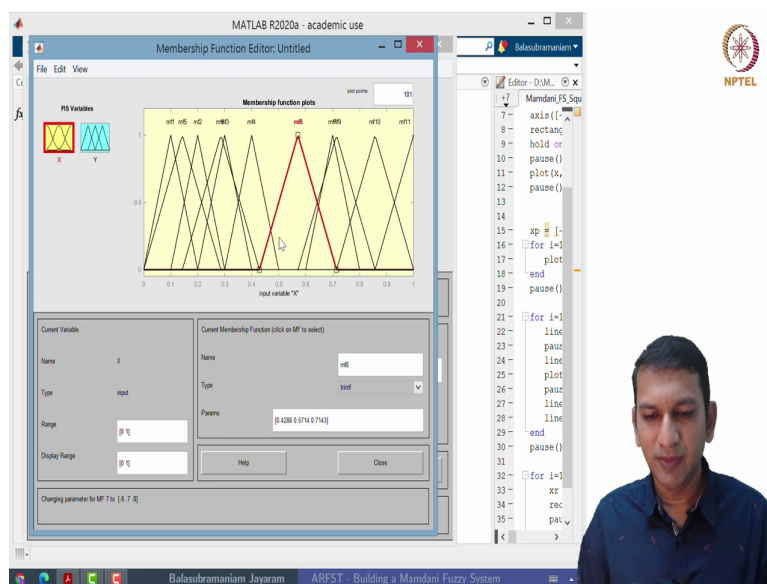 MATLAB R2020a - academic use
Membership Function Editor: Untitled
File Edit View
FIS Variables
X
Y
plot points
181
Membership function plots
mf1 mf5 mf2 mf4 mf8 mf10 mf11
1
0.5
0
0 0.1 0.2 0.3 0.4 0.5 0.6 0.7 0.8 0.9 1
input variable "X"
Current Variable
Name X
Type input
Range [0 1]
Display Range [0 1]
Current Membership Function (click on MF to select)
Name mf8
Type trimf
Params [0.4286 0.5714 0.7143]
Help Close
Changing parameter for MF 7 to [.6 .7 .8]
fx
Balasubramaniam
Editor - D:\M...
+7 Mamdani_FS_Squ
7 axis([-
8 rectang
9 hold on
10 pause()
11 plot(x,
12 pause()
13
14
15 xp = [-
16 for i=1
17 plot
18 end
19 pause()
20
21 for i=1
22 line
23 paus
24 line
25 plot
26 paus
27 line
28 line
29 end
30 pause()
31
32 for i=1
33 xr
34 rec
35 pau
NPTEL
Balasubramaniam Jayaram ARFST - Building a Mamdani Fuzzy System